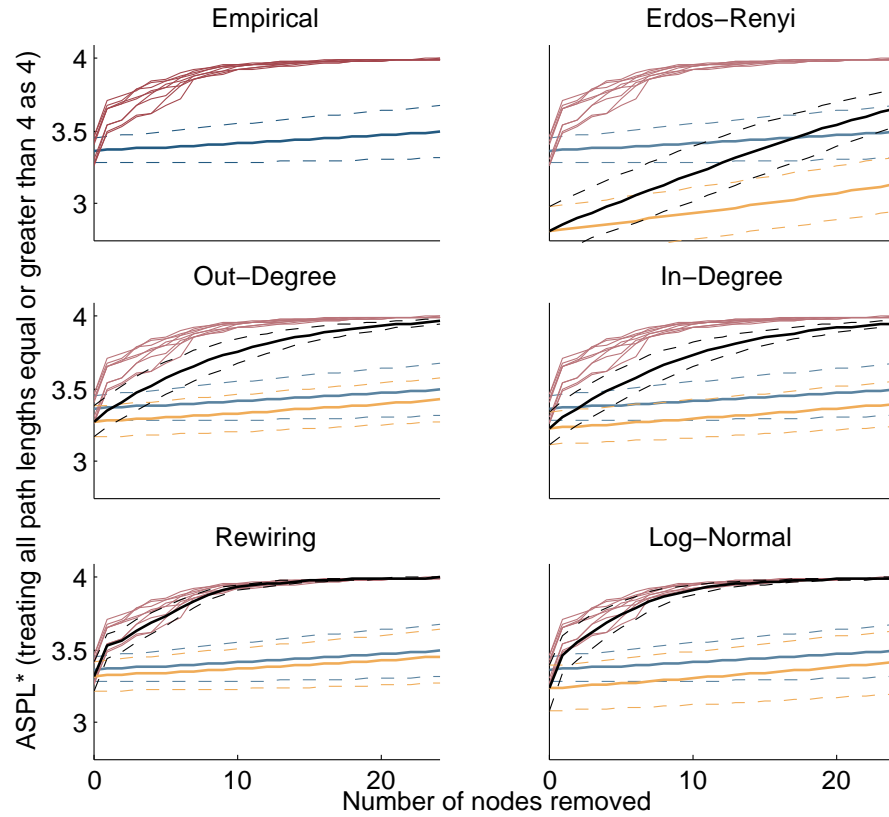 Empirical
Erdos−Renyi
4
3.5
3
Out−Degree
In−Degree
4
3.5
3
Rewiring
Log−Normal
4
3.5
3
0
10
20
0
10
20
Number of nodes removed
ASPL* (treating all path lengths equal or greater than 4 as 4)